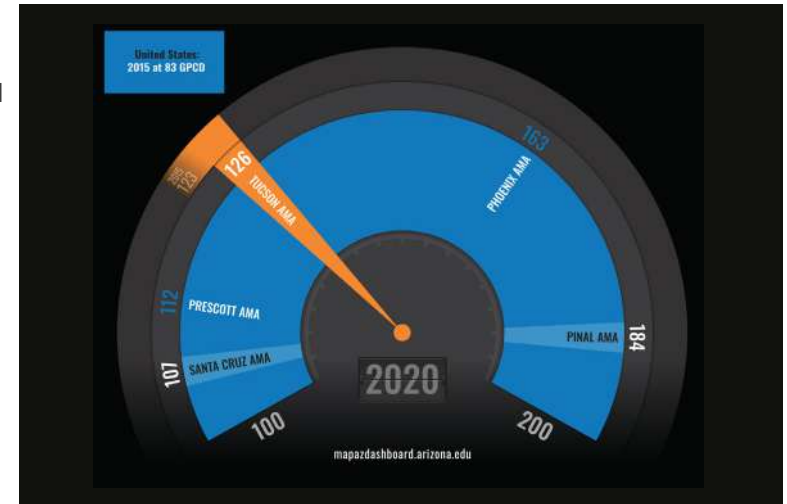 United States:
2015 at 83 GPCD
123
126
TUCSON AMA
163
PHOENIX AMA
112
PRESCOTT AMA
107
SANTA CRUZ AMA
PINAL AMA
184
100
2020
200
mapazdashboard.arizona.edu